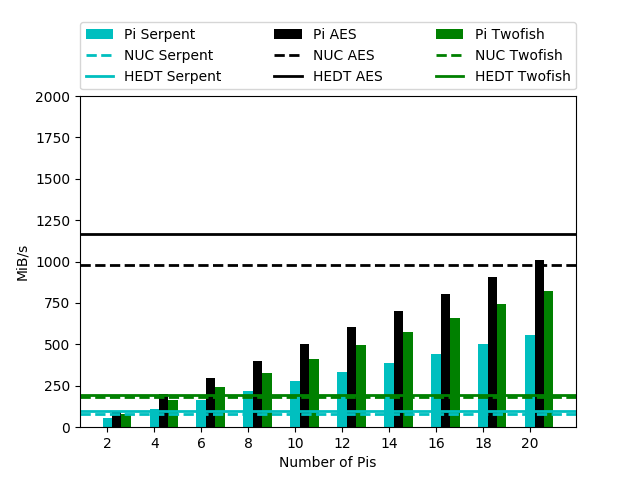 Pi Serpent Pi AES Pi Twofish
NUC Serpent NUC AES NUC Twofish
HEDT Serpent HEDT AES HEDT Twofish
2000
1750
1500
1250
1000
750
500
250
0
MiB/s
2 4 6 8 10 12 14 16 18 20
Number of Pis